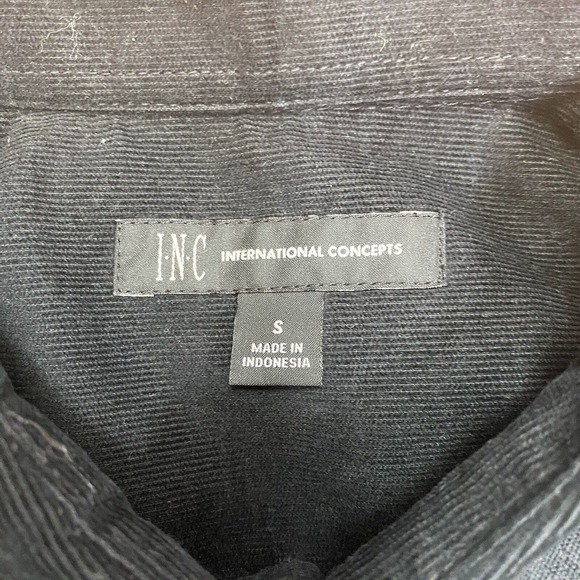 I·N·C INTERNATIONAL CONCEPTS
S
MADE IN
INDONESIA